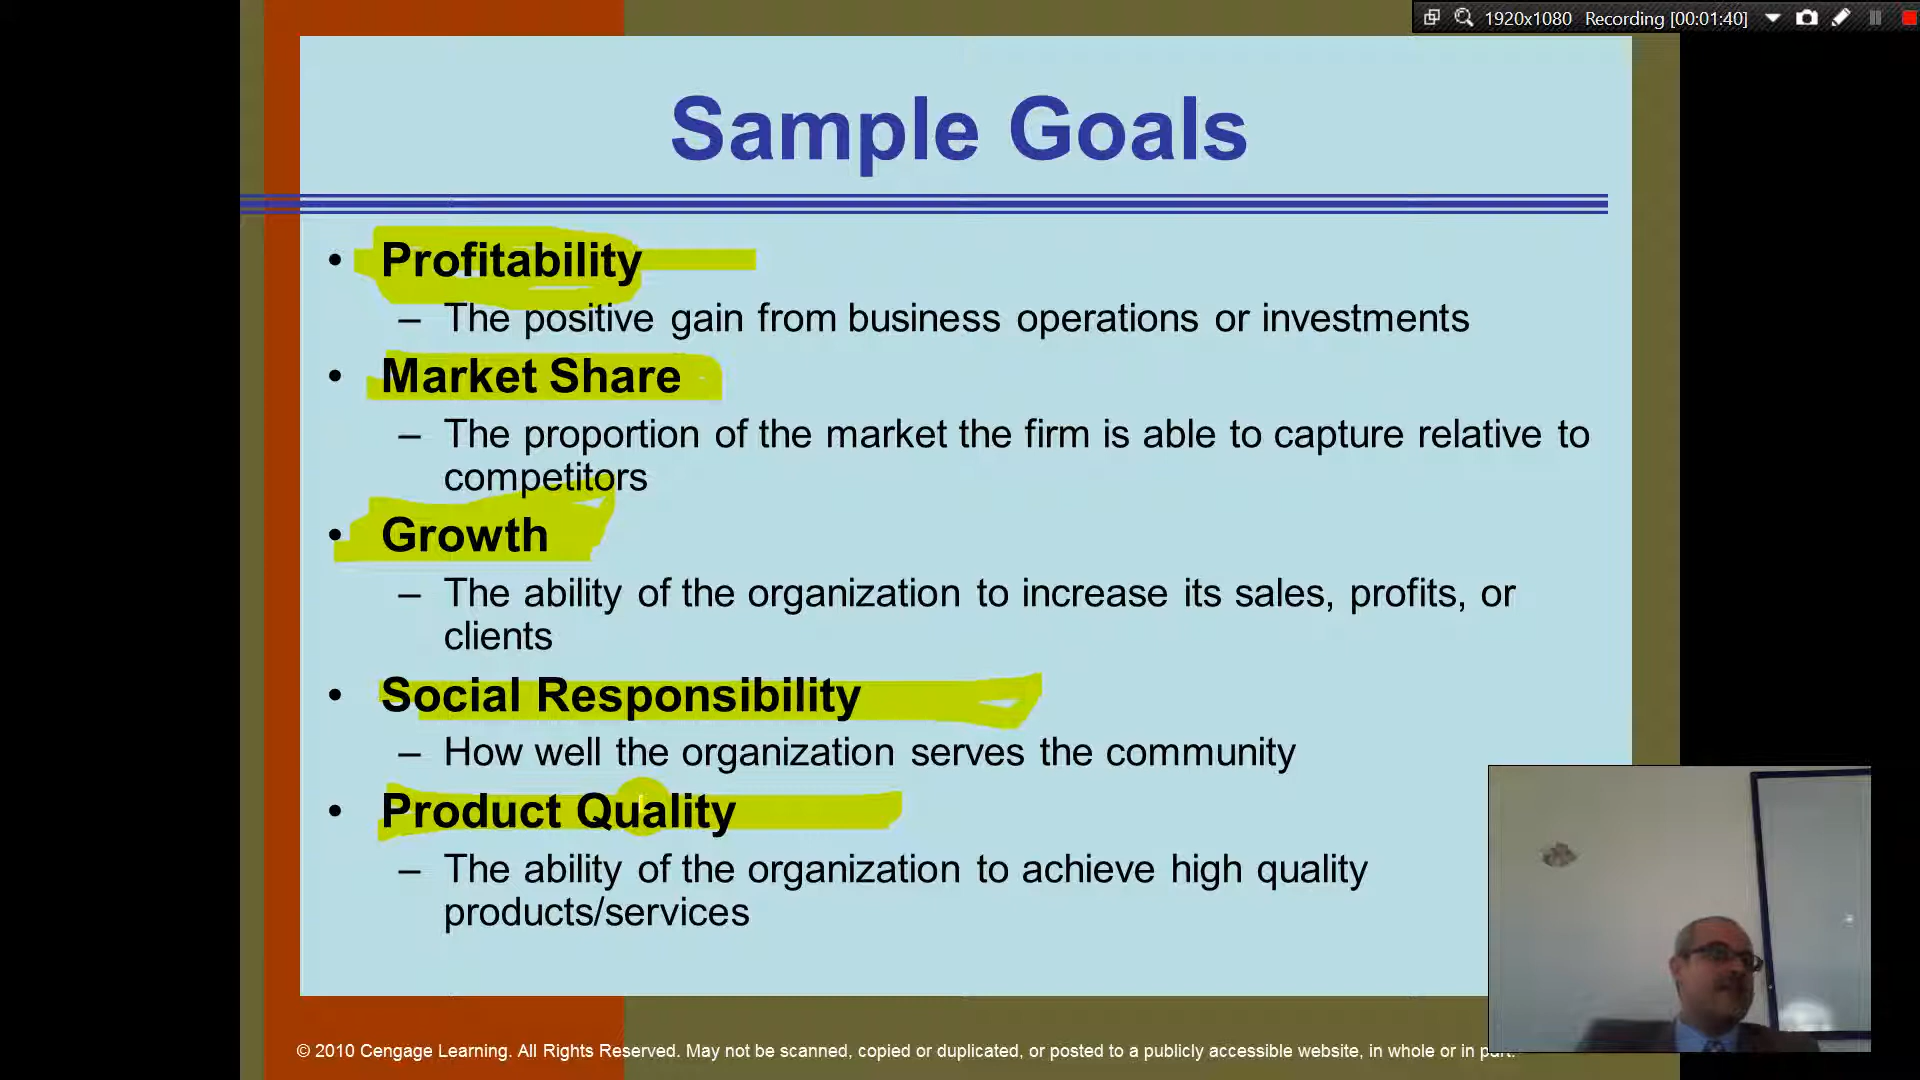 1920x1080 Recording [00:01:40]
Sample Goals
• Profitability
– The positive gain from business operations or investments
• Market Share
– The proportion of the market the firm is able to capture relative to
competitors
• Growth
– The ability of the organization to increase its sales, profits, or
clients
• Social Responsibility
– How well the organization serves the community
• Product Quality
– The ability of the organization to achieve high quality
products/services
© 2010 Cengage Learning. All Rights Reserved. May not be scanned, copied or duplicated, or posted to a publicly accessible website, in whole or in part.